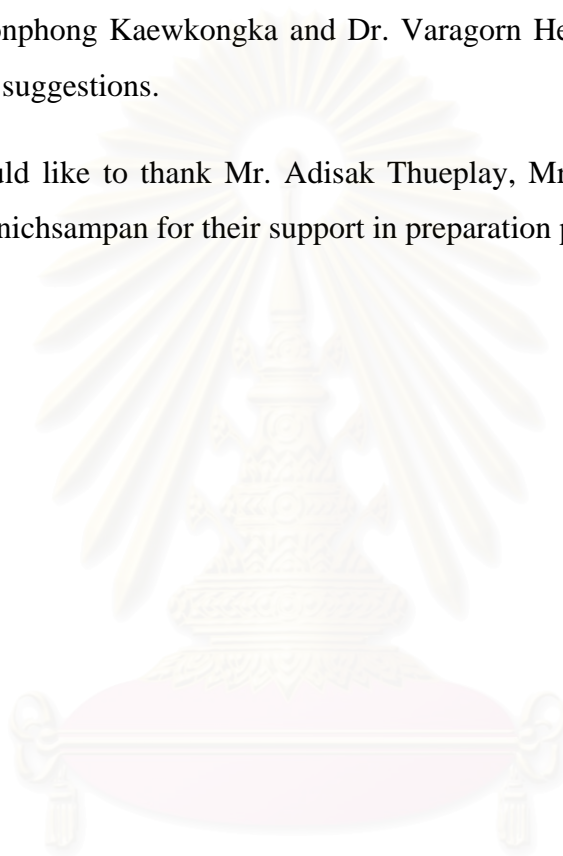 onphong Kaewkongka and Dr. Varagorn He
suggestions.
uld like to thank Mr. Adisak Thueplay, Mr
nichsampan for their support in preparation p